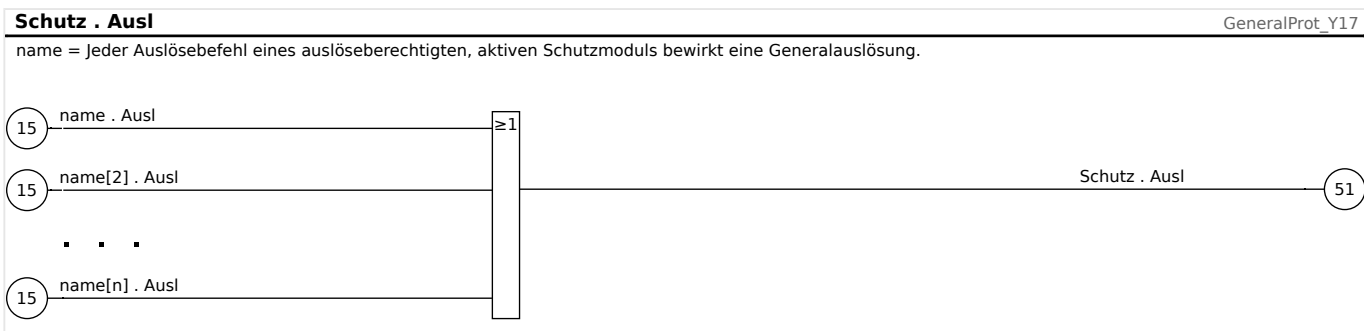 Schutz . Ausl
GeneralProt_Y17
name = Jeder Auslösebefehl eines auslöseberechtigten, aktiven Schutzmoduls bewirkt eine Generalauslösung.
15
name . Ausl
≥1
15
name[2] . Ausl
Schutz . Ausl
51
15
name[n] . Ausl